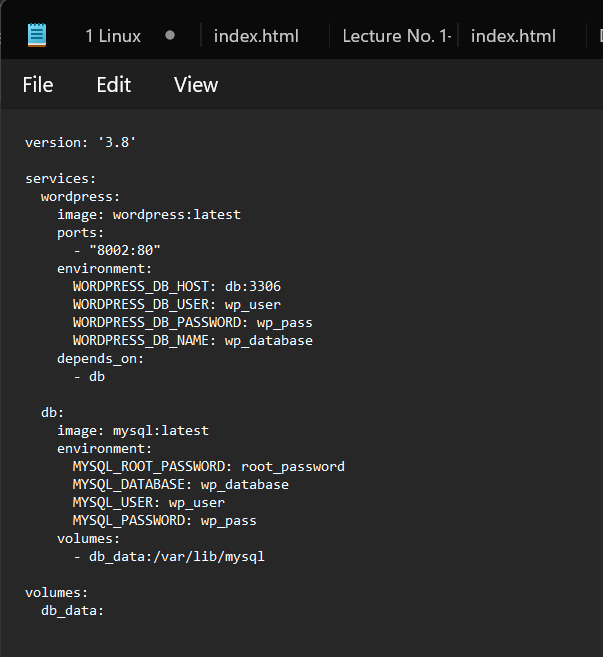 1 Linux
index.html
Lecture No. 1-
index.html
File
Edit
View
version: '3.8'
services:
  wordpress:
    image: wordpress:latest
    ports:
      - "8002:80"
    environment:
      WORDPRESS_DB_HOST: db:3306
      WORDPRESS_DB_USER: wp_user
      WORDPRESS_DB_PASSWORD: wp_pass
      WORDPRESS_DB_NAME: wp_database
    depends_on:
      - db
  db:
    image: mysql:latest
    environment:
      MYSQL_ROOT_PASSWORD: root_password
      MYSQL_DATABASE: wp_database
      MYSQL_USER: wp_user
      MYSQL_PASSWORD: wp_pass
    volumes:
      - db_data:/var/lib/mysql
volumes:
  db_data: